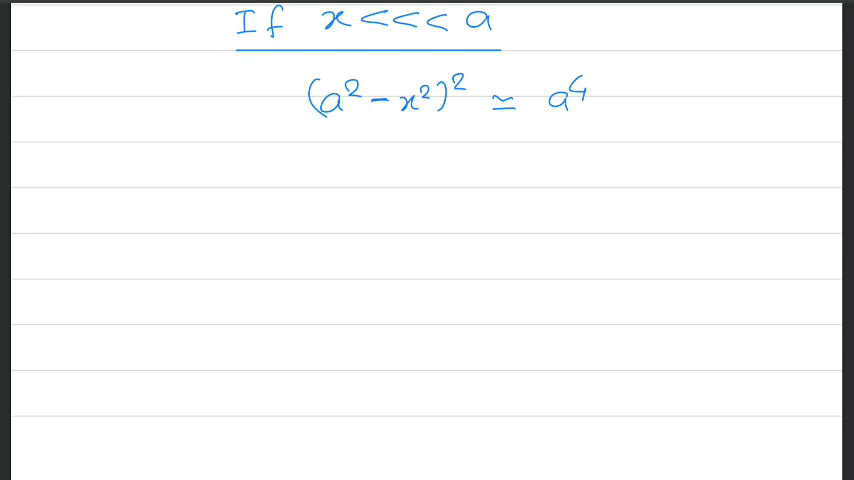 If x <<< a
(a² - x²)² ≃ a⁴